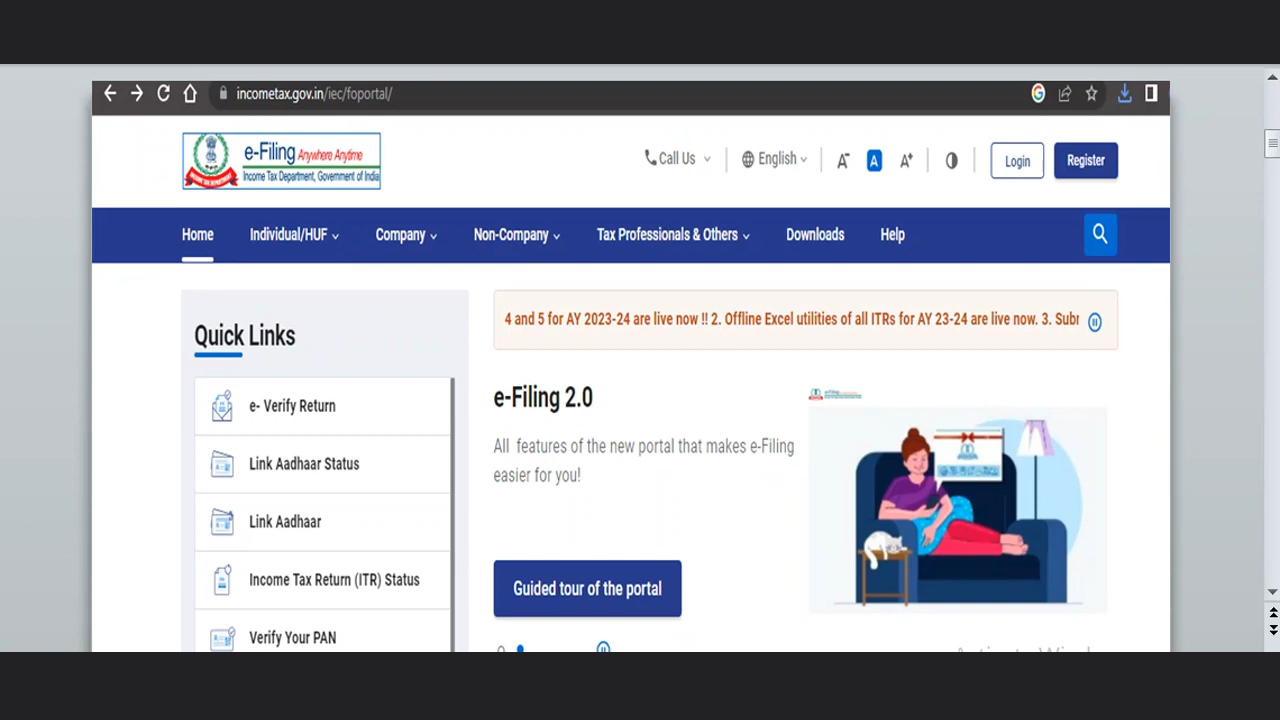 incometax.gov.in/iec/foportal/
e-Filing Anywhere Anytime
Income Tax Department, Government of India
Call Us
English
A-
A
A+
Login
Register
Home
Individual/HUF
Company
Non-Company
Tax Professionals & Others
Downloads
Help
Quick Links
e- Verify Return
Link Aadhaar Status
Link Aadhaar
Income Tax Return (ITR) Status
Verify Your PAN
4 and 5 for AY 2023-24 are live now !! 2. Offline Excel utilities of all ITRs for AY 23-24 are live now. 3. Subr
e-Filing 2.0
All features of the new portal that makes e-Filing
easier for you!
Guided tour of the portal